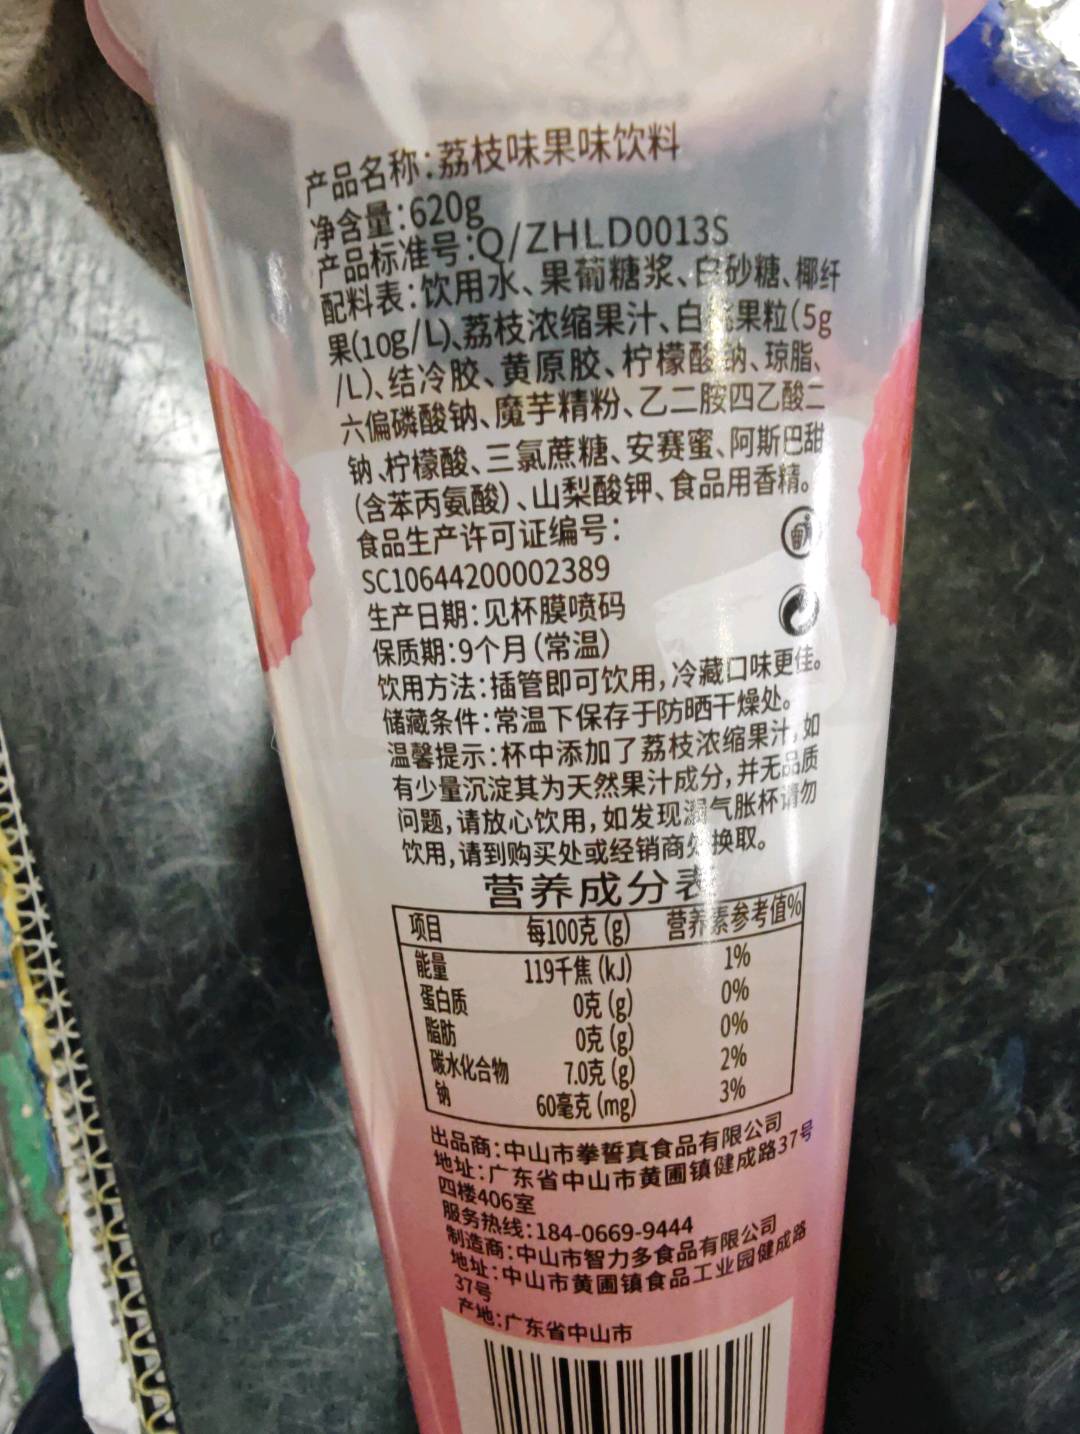 产品名称:荔枝味果味饮料
净含量:620g
产品标准号:Q/ZHLD0013S
配料表:饮用水、果葡糖浆、白砂糖、椰纤
果(10g/L)、荔枝浓缩果汁、白 果粒(5g
/L)、结冷胶、黄原胶、柠檬酸钠、琼脂、
六偏磷酸钠、魔芋精粉、乙二胺四乙酸二
钠、柠檬酸、三氯蔗糖、安赛蜜、阿斯巴甜
(含苯丙氨酸)、山梨酸钾、食品用香精。
食品生产许可证编号:
SC10644200002389
生产日期:见杯膜喷码
保质期:9个月(常温)
饮用方法:插管即可饮用,冷藏口味更佳。
储藏条件:常温下保存于防晒干燥处。
温馨提示:杯中添加了荔枝浓缩果汁,如
有少量沉淀其为天然果汁成分,并无品质
问题,请放心饮用,如发现漏气胀杯请勿
饮用,请到购买处或经销商处换取。
营养成分表
项目 每100克(g) 营养素参考值%
能量 119千焦(kJ) 1%
蛋白质 0克(g) 0%
脂肪 0克(g) 0%
碳水化合物 7.0克(g) 2%
钠 60毫克(mg) 3%
出品商:中山市拳誓真食品有限公司
地址:广东省中山市黄圃镇健成路37号
四楼406室
服务热线:184-0669-9444
制造商:中山市智力多食品有限公司
地址:中山市黄圃镇食品工业园健成路
37号
产地:广东省中山市